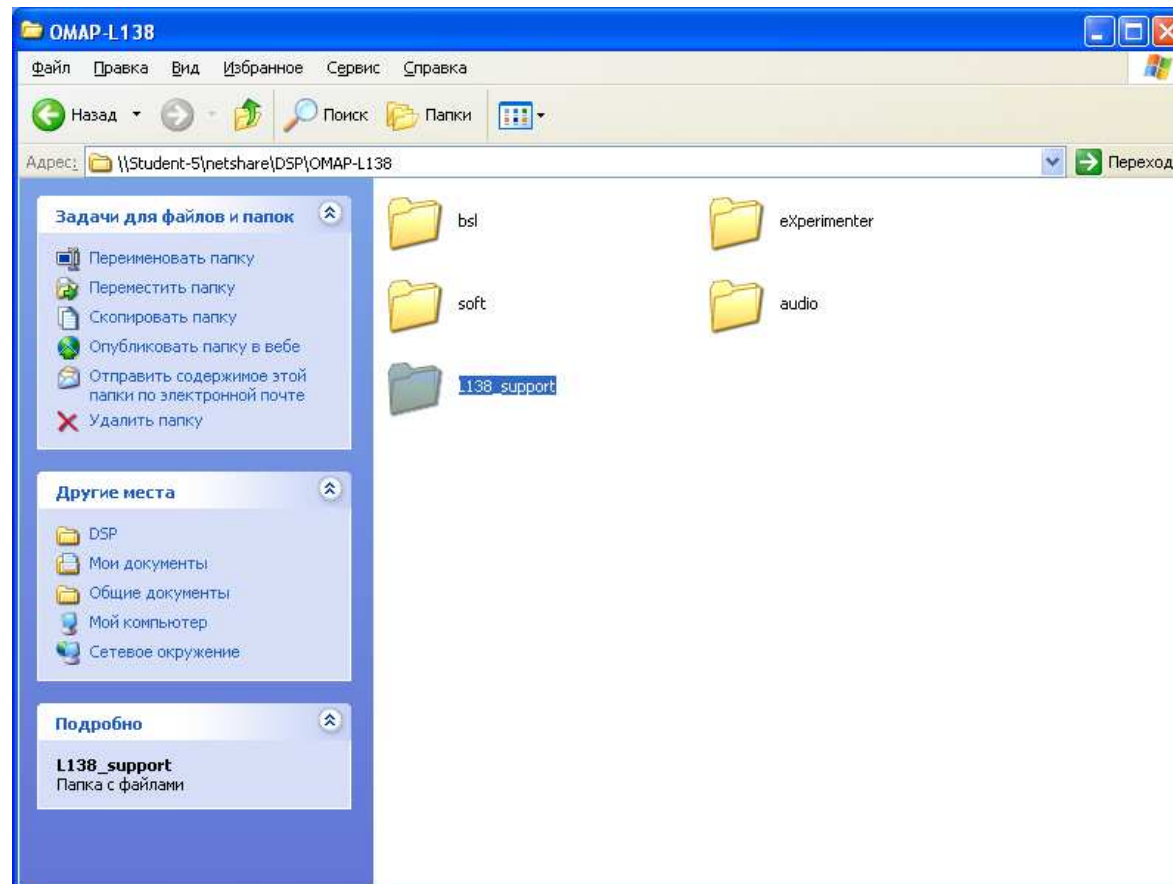 OMAP-L138
Файл Правка Вид Избранное Сервис Справка
Назад Поиск Папки
Адрес: \\Student-5\netshare\DSP\OMAP-L138 Переход
Задачи для файлов и папок
Переименовать папку
Переместить папку
Скопировать папку
Опубликовать папку в вебе
Отправить содержимое этой
папки по электронной почте
Удалить папку
Другие места
DSP
Мои документы
Общие документы
Мой компьютер
Сетевое окружение
Подробно
L138_support
Папка с файлами
bsl eXperimenter
soft audio
L138_support